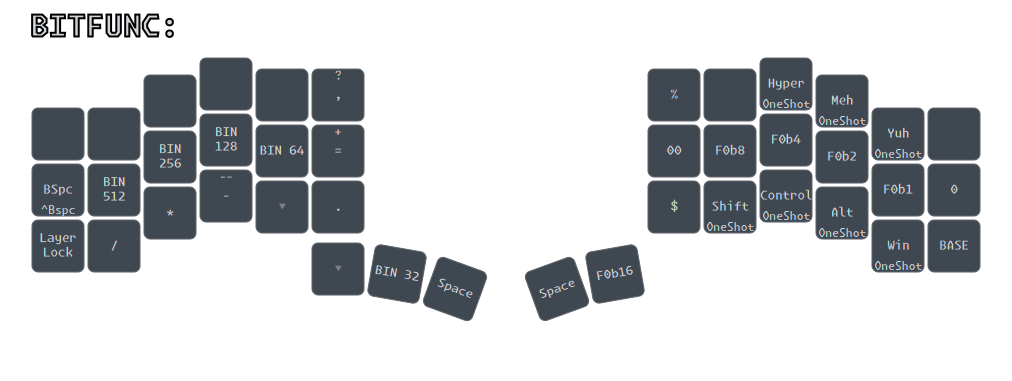 BITFUNC:
?
,
BIN
128
+
=
BIN 64
BIN
256
BSpc
^Bspc
BIN
512
--
-
*
▼
.
Layer
Lock
/
▼
BIN 32
Space
%
Hyper
OneShot
Meh
OneShot
Yuh
OneShot
00
F0b8
F0b4
F0b2
F0b1
0
$
Shift
OneShot
Control
OneShot
Alt
OneShot
Win
OneShot
BASE
Space
F0b16